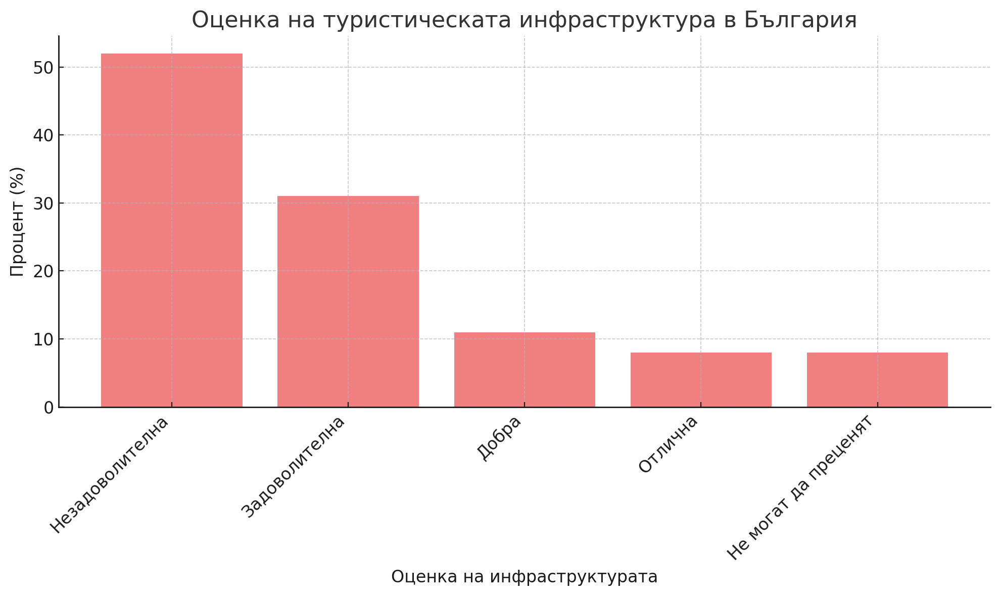 Оценка на туристическата инфраструктура в България
Процент (%)
50
40
30
20
10
0
Незадоволителна
Задоволителна
Добра
Отлична
Не могат да преценят
Оценка на инфраструктурата